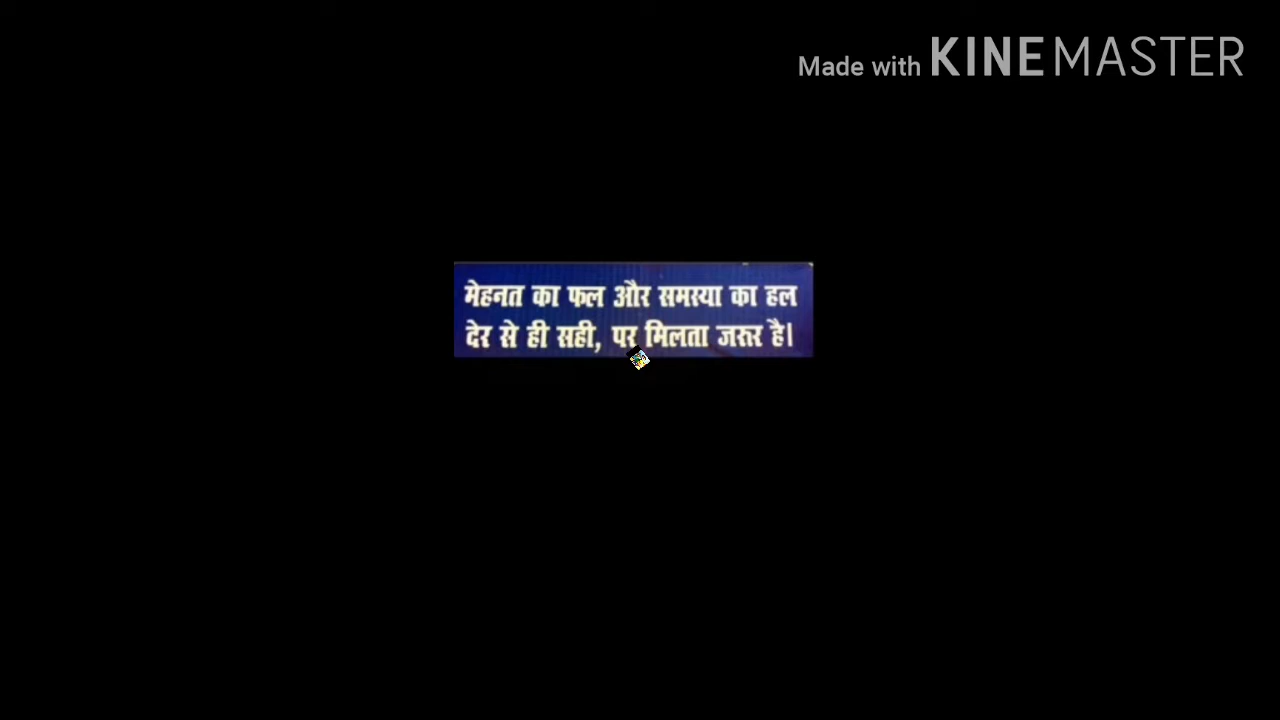 Made with KINEMASTER
मेहनत का फल और समस्या का हल
देर से ही सही, पर मिलता जरूर है।